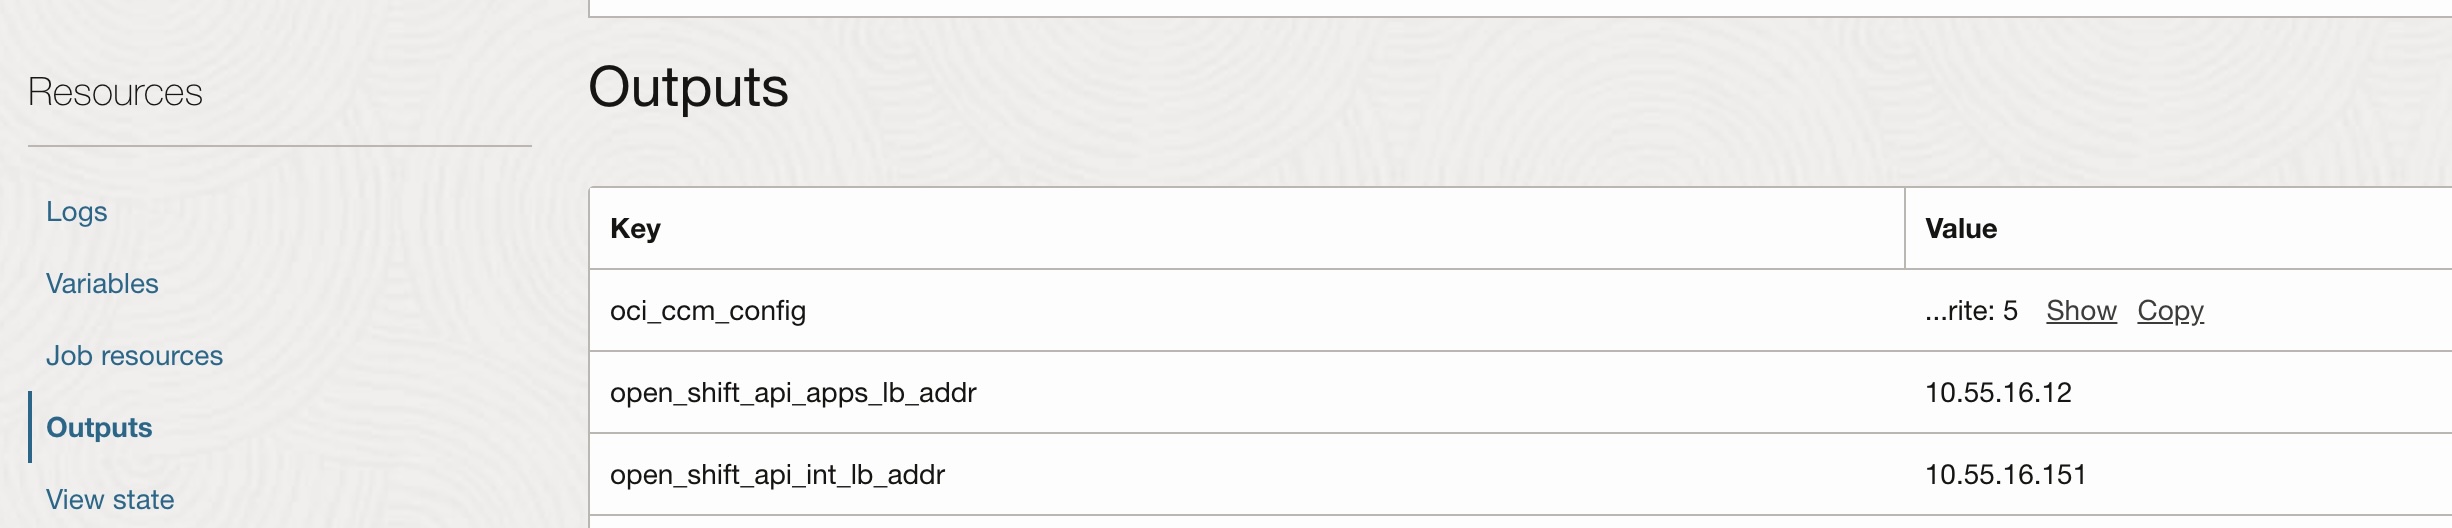 Resources
Logs
Variables
Job resources
Outputs
View state
Outputs
Key Value
oci_ccm_config ...rite: 5 Show Copy
open_shift_api_apps_lb_addr 10.55.16.12
open_shift_api_int_lb_addr 10.55.16.151